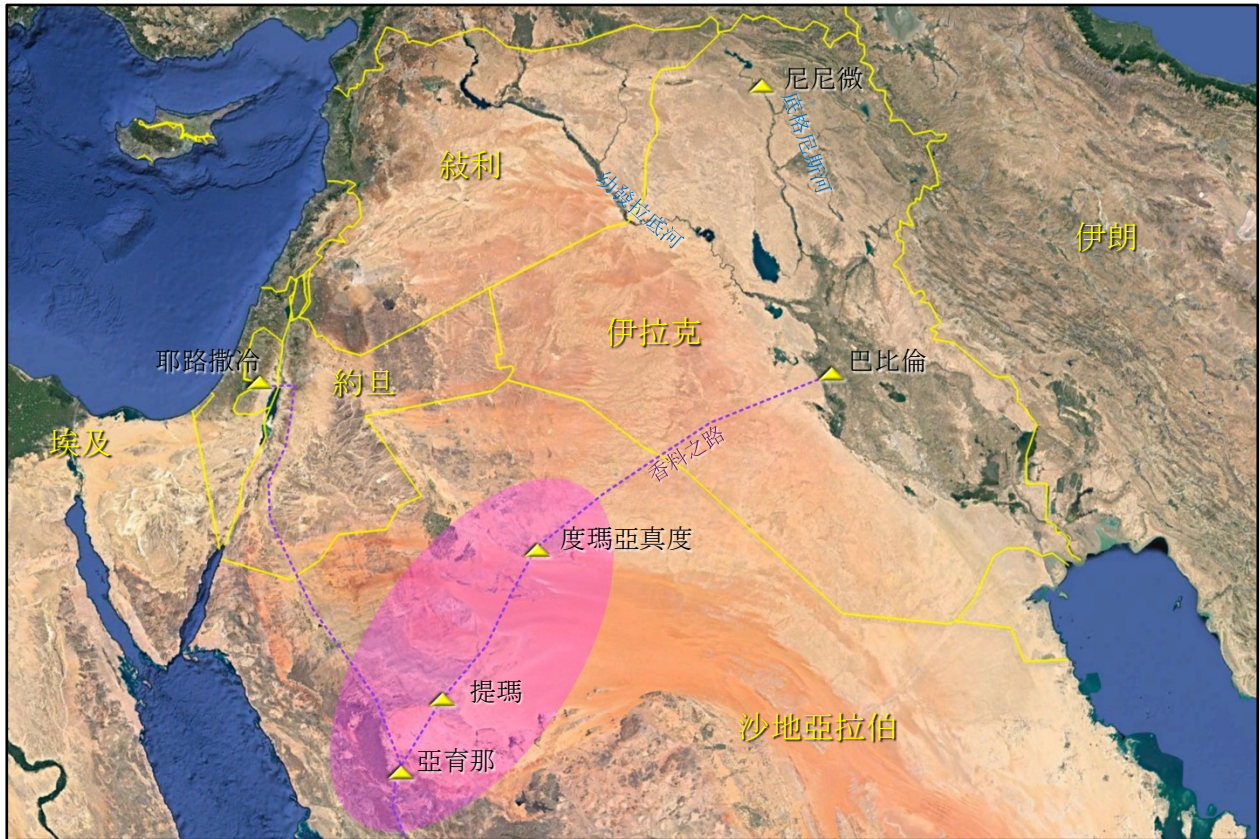 尼尼微
底格尼斯河
敍利
幼發拉底河
伊朗
伊拉克
耶路撒冷
約旦
巴比倫
埃及
香料之路
度瑪亞真度
提瑪
沙地亞拉伯
亞育那